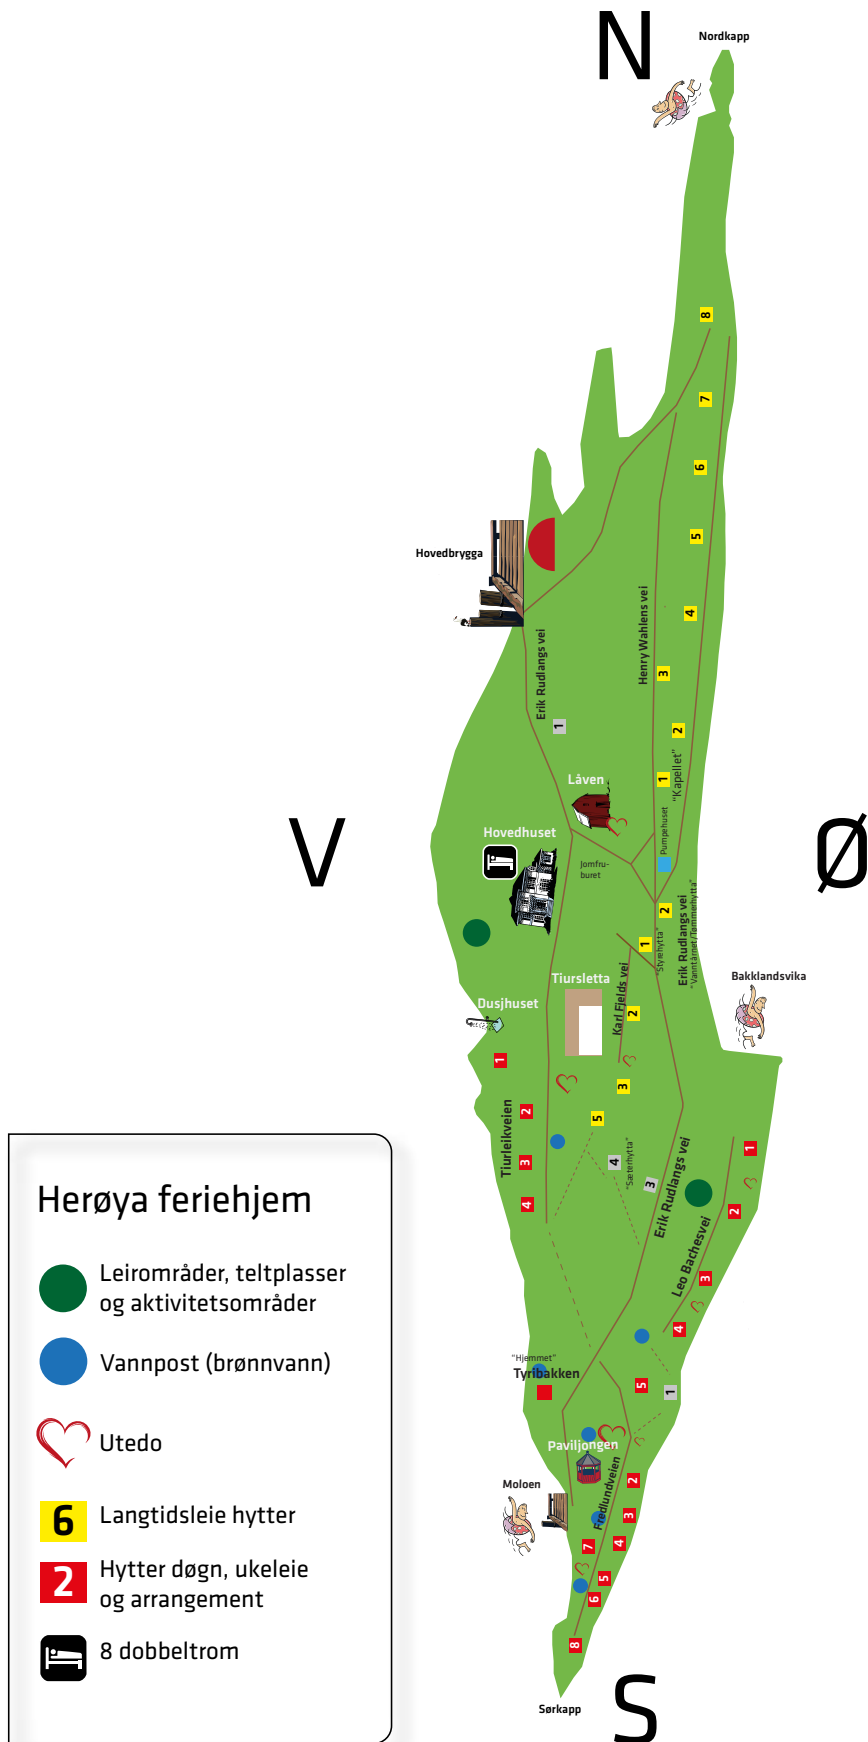 N
Nordkapp
8
7
6
Hovedbrygga
5
4
Henry Wahlens vei
Erik Rudlangs vei
3
1
2
"Kapellet"
1
Låven
Pumpehuset
V
Hovedhuset
Ø
Jomfru-
buret
2
Erik Rudlangs vei
"Vanntårnet/Tømmerhytta"
1
"Styrehytta"
Bakklandsvika
Tiursletta
Karl Fjelds vei
2
Dusjhuset
1
3
2
5
Tiurleikveien
3
4
"Sæterhytta"
3
4
Erik Rudlangs vei
1
2
Leo Bachesvei
3
4
"Hjemmet"
Tyribakken
5
1
Paviljongen
Fredlundveien
2
Moloen
3
4
7
5
6
8
Sørkapp
S
Herøya feriehjem
Leirområder, teltplasser
og aktivitetsområder
Vannpost (brønnvann)
Utedo
6
Langtidsleie hytter
2
Hytter døgn, ukeleie
og arrangement
8 dobbeltrom